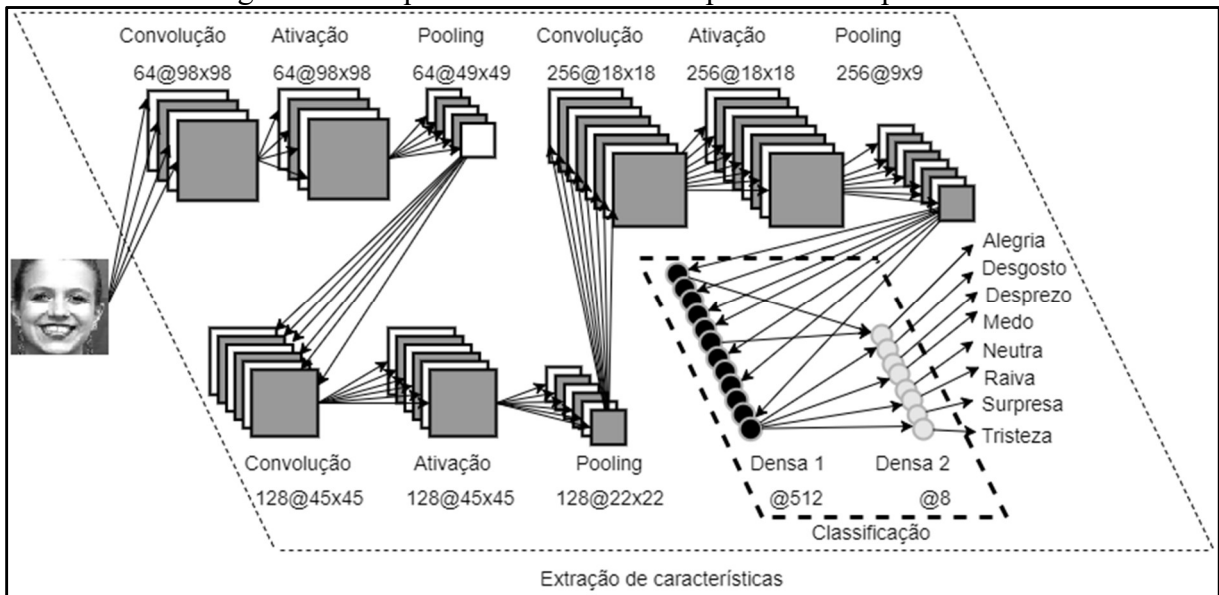 Convolução Ativação Pooling Convolução Ativação Pooling
64@98x98 64@98x98 64@49x49 256@18x18 256@18x18 256@9x9
Alegria
Desgosto
Desprezo
Medo
Neutra
Raiva
Surpresa
Tristeza
Convolução Ativação Pooling Densa 1 Densa 2
128@45x45 128@45x45 128@22x22 @512 @8
Classificação
Extração de características